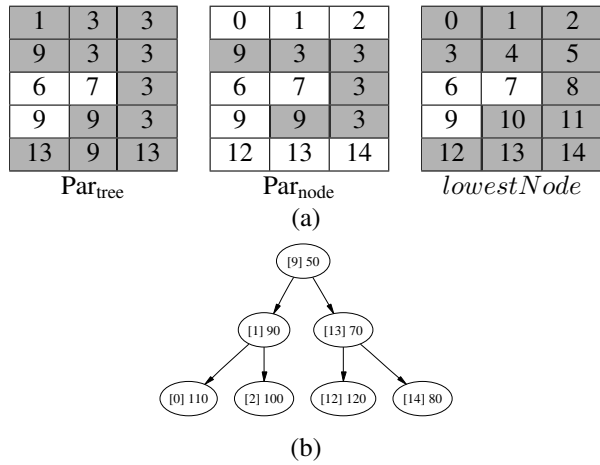 1 3 3 0 1 2 0 1 2
9 3 3 9 3 3 3 4 5
6 7 3 6 7 3 6 7 8
9 9 3 9 9 3 9 10 11
13 9 13 12 13 14 12 13 14
Partree Parnode lowestNode
(a)
[9] 50
[1] 90 [13] 70
[0] 110 [2] 100 [12] 120 [14] 80
(b)